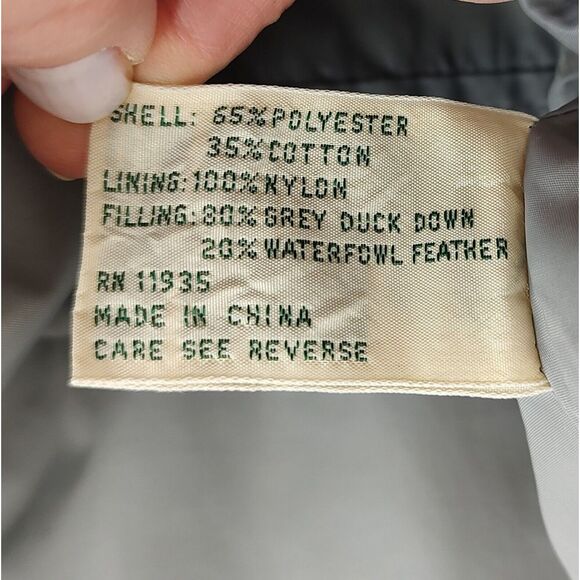 SHELL: 65% POLYESTER
35% COTTON
LINING: 100% NYLON
FILLING: 80% GREY DUCK DOWN
20% WATERFOWL FEATHER
RN 11935
MADE IN CHINA
CARE SEE REVERSE